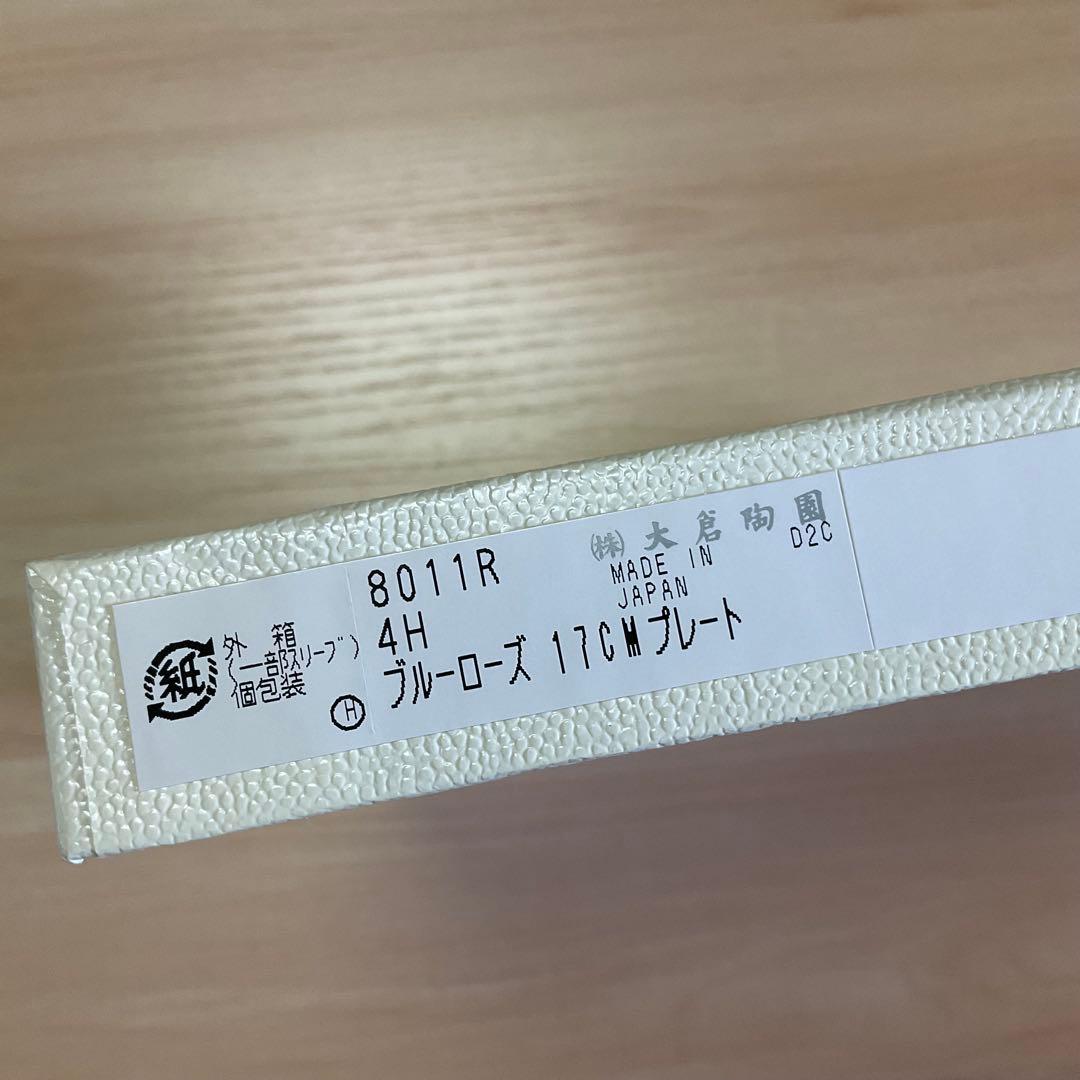 紙
外 箱
(一部スリーブ)
個包装
H
8011R
4H
ブルーローズ 17CMプレート
(株)大倉陶園
MADE IN
JAPAN
D2C